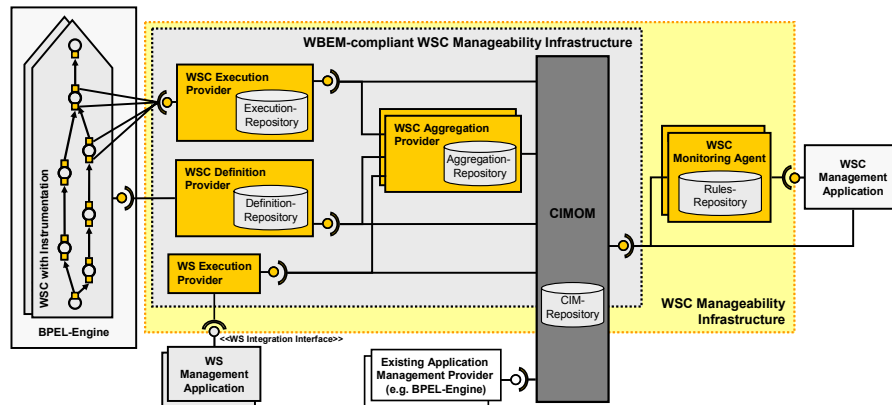 WBEM-compliant WSC Manageability Infrastructure
WSC with Instrumentation
BPEL-Engine
WSC Execution
Provider
Execution-
Repository
WSC Definition
Provider
Definition-
Repository
WS Execution
Provider
WSC Aggregation
Provider
Aggregation-
Repository
CIMOM
CIM-
Repository
WSC
Monitoring Agent
Rules-
Repository
WSC
Management
Application
WSC Manageability
Infrastructure
<<WS Integration Interface>>
WS
Management
Application
Existing Application
Management Provider
(e.g. BPEL-Engine)